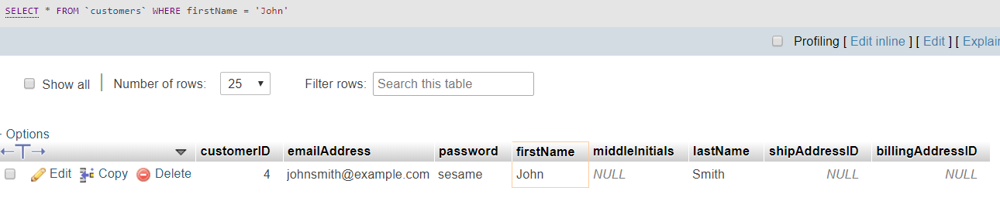 SELECT * FROM `customers` WHERE firstName = 'John'
Profiling [ Edit inline ] [ Edit ] [ Explai
Show all Number of rows: 25 Filter rows: Search this table
Options
customerID emailAddress password firstName middleInitials lastName shipAddressID billingAddressID
Edit Copy Delete 4 johnsmith@example.com sesame John NULL Smith NULL NULL